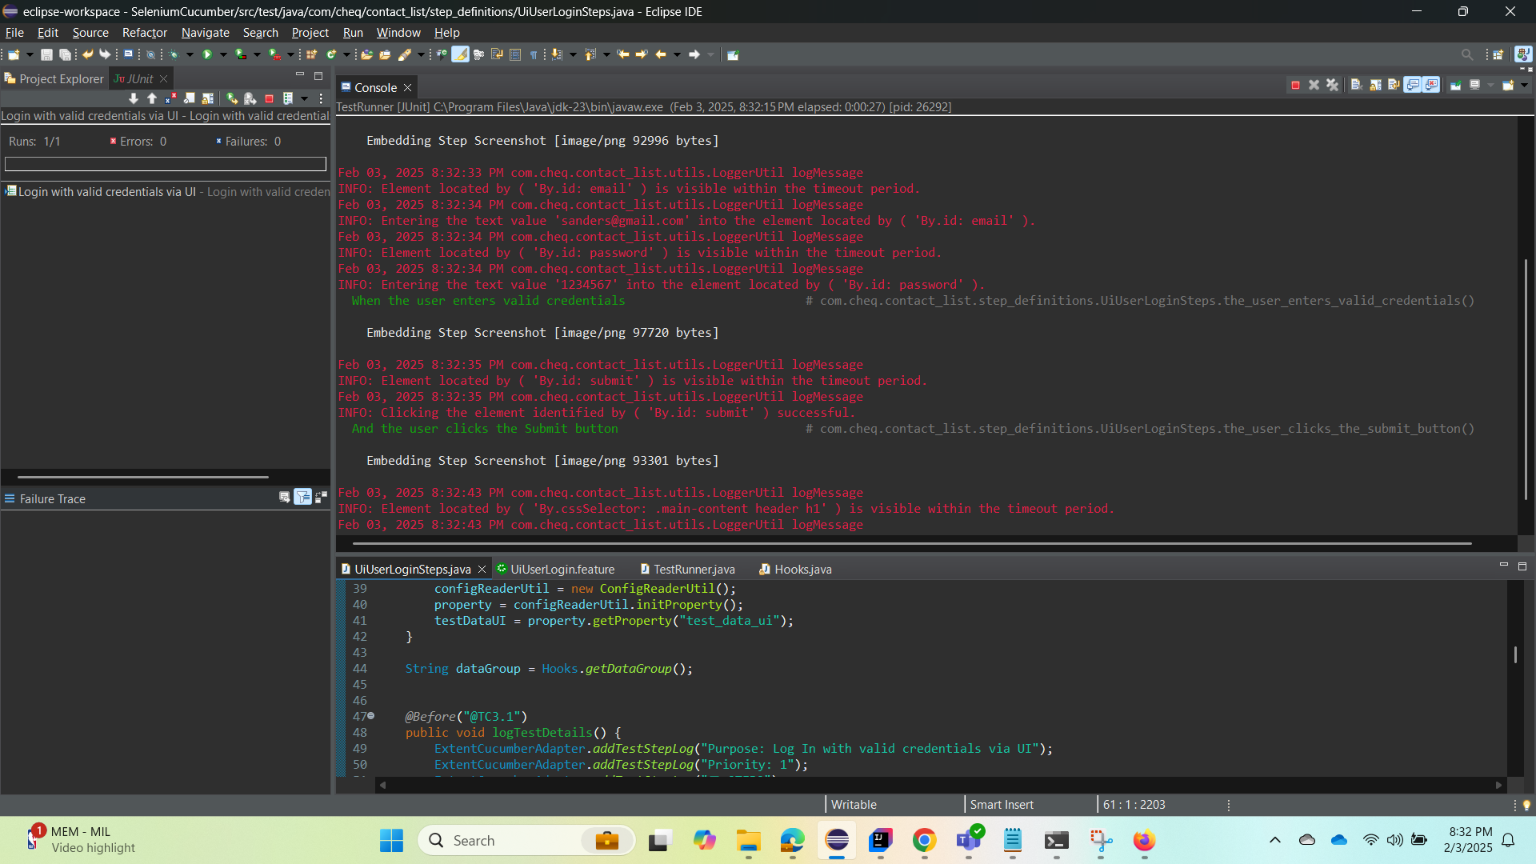 eclipse-workspace - SeleniumCucumber/src/test/java/com/cheq/contact_list/step_definitions/UiUserLoginSteps.java - Eclipse IDE
File Edit Source Refactor Navigate Search Project Run Window Help
Project Explorer JUnit
Login with valid credentials via UI - Login with valid credential
Runs: 1/1 Errors: 0 Failures: 0
Login with valid credentials via UI - Login with valid creden
Failure Trace
Console
TestRunner [JUnit] C:\Program Files\Java\jdk-23\bin\javaw.exe (Feb 3, 2025, 8:32:15 PM elapsed: 0:00:27) [pid: 26292]
Embedding Step Screenshot [image/png 92996 bytes]
Feb 03, 2025 8:32:33 PM com.cheq.contact_list.utils.LoggerUtil logMessage
INFO: Element located by ( 'By.id: email' ) is visible within the timeout period.
Feb 03, 2025 8:32:34 PM com.cheq.contact_list.utils.LoggerUtil logMessage
INFO: Entering the text value 'sanders@gmail.com' into the element located by ( 'By.id: email' ).
Feb 03, 2025 8:32:34 PM com.cheq.contact_list.utils.LoggerUtil logMessage
INFO: Element located by ( 'By.id: password' ) is visible within the timeout period.
Feb 03, 2025 8:32:34 PM com.cheq.contact_list.utils.LoggerUtil logMessage
INFO: Entering the text value '1234567' into the element located by ( 'By.id: password' ).
When the user enters valid credentials # com.cheq.contact_list.step_definitions.UiUserLoginSteps.the_user_enters_valid_credentials()
Embedding Step Screenshot [image/png 97720 bytes]
Feb 03, 2025 8:32:35 PM com.cheq.contact_list.utils.LoggerUtil logMessage
INFO: Element located by ( 'By.id: submit' ) is visible within the timeout period.
Feb 03, 2025 8:32:35 PM com.cheq.contact_list.utils.LoggerUtil logMessage
INFO: Clicking the element identified by ( 'By.id: submit' ) successful.
And the user clicks the Submit button # com.cheq.contact_list.step_definitions.UiUserLoginSteps.the_user_clicks_the_submit_button()
Embedding Step Screenshot [image/png 93301 bytes]
Feb 03, 2025 8:32:43 PM com.cheq.contact_list.utils.LoggerUtil logMessage
INFO: Element located by ( 'By.cssSelector: .main-content header h1' ) is visible within the timeout period.
Feb 03, 2025 8:32:43 PM com.cheq.contact_list.utils.LoggerUtil logMessage
UiUserLoginSteps.java UiUserLogin.feature TestRunner.java Hooks.java
39 configReaderUtil = new ConfigReaderUtil();
40 property = configReaderUtil.initProperty();
41 testDataUI = property.getProperty("test_data_ui");
42 }
43
44 String dataGroup = Hooks.getDataGroup();
45
46
47 @Before("@TC3.1")
48 public void logTestDetails() {
49 ExtentCucumberAdapter.addTestStepLog("Purpose: Log In with valid credentials via UI");
50 ExtentCucumberAdapter.addTestStepLog("Priority: 1");
Writable Smart Insert 61 : 1 : 2203
1
MEM - MIL
Video highlight
Search
8:32 PM
2/3/2025